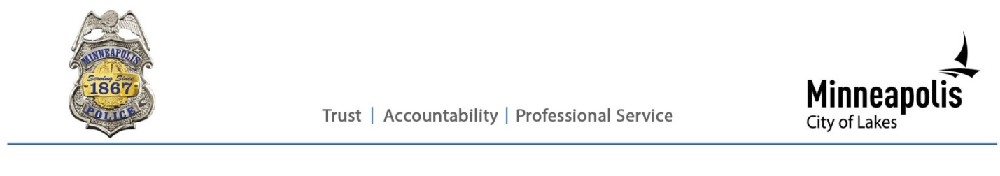 MINNEAPOLIS
Serving Since
1867
POLICE
Trust | Accountability | Professional Service
Minneapolis
City of Lakes